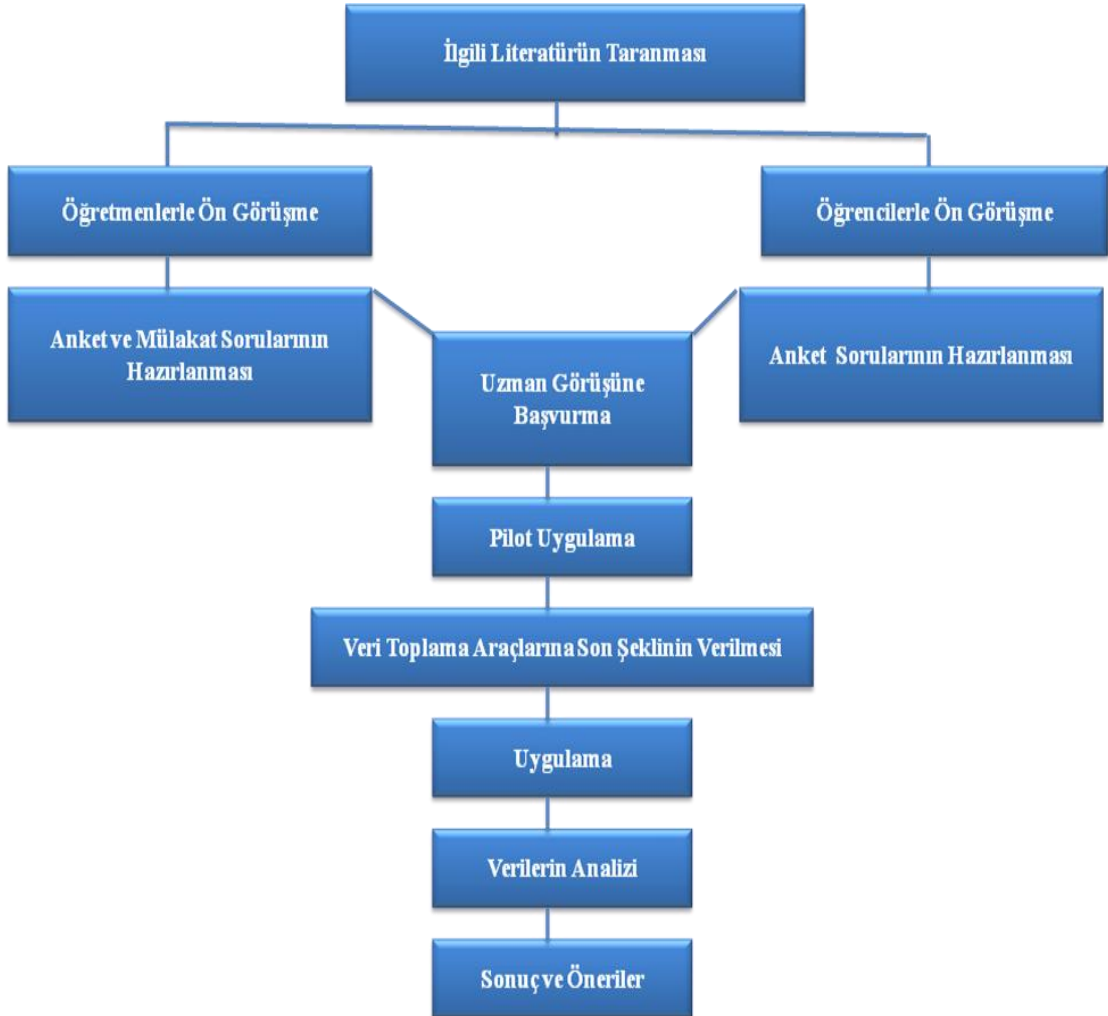 İlgili Literatürün Taranması
Öğretmenlerle Ön Görüşme
Öğrencilerle Ön Görüşme
Anket ve Mülakat Sorularının
Hazırlanması
Anket Sorularının Hazırlanması
Uzman Görüşüne
Başvurma
Pilot Uygulama
Veri Toplama Araçlarına Son Şeklinin Verilmesi
Uygulama
Verilerin Analizi
Sonuç ve Öneriler